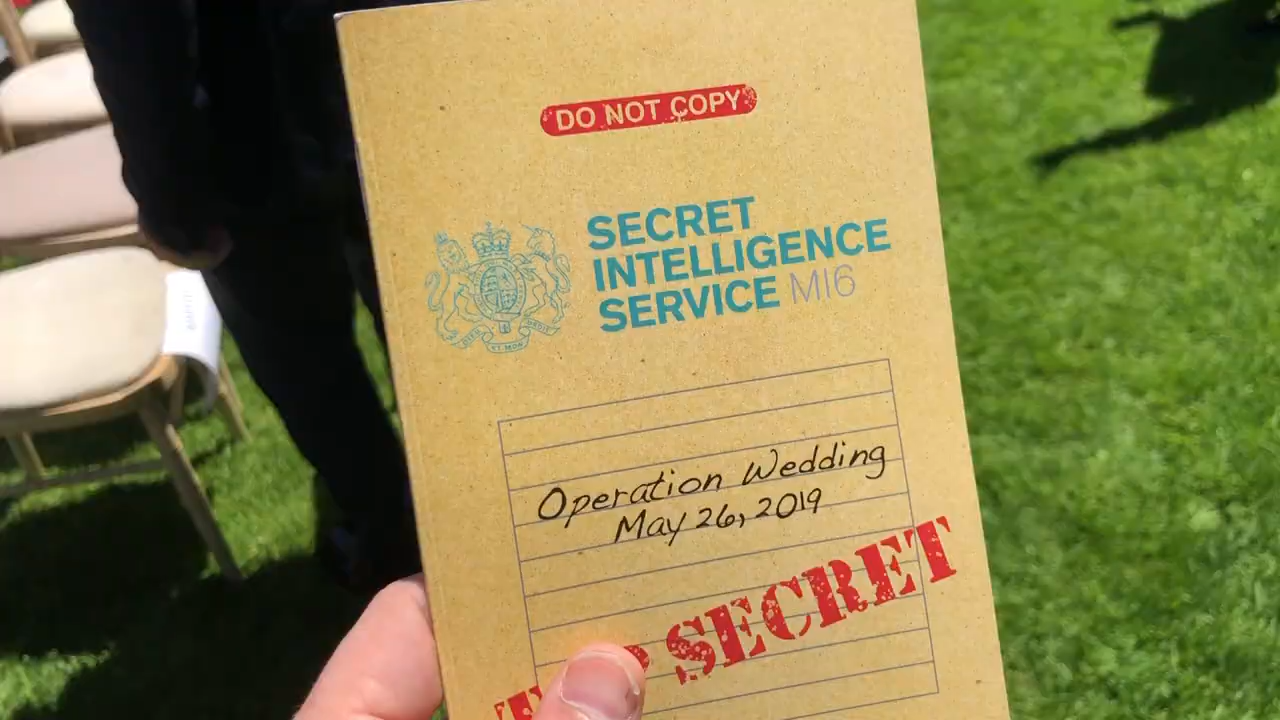 DO NOT COPY
SECRET
INTELLIGENCE
SERVICE MI6
Operation Wedding
May 26, 2019
SECRET